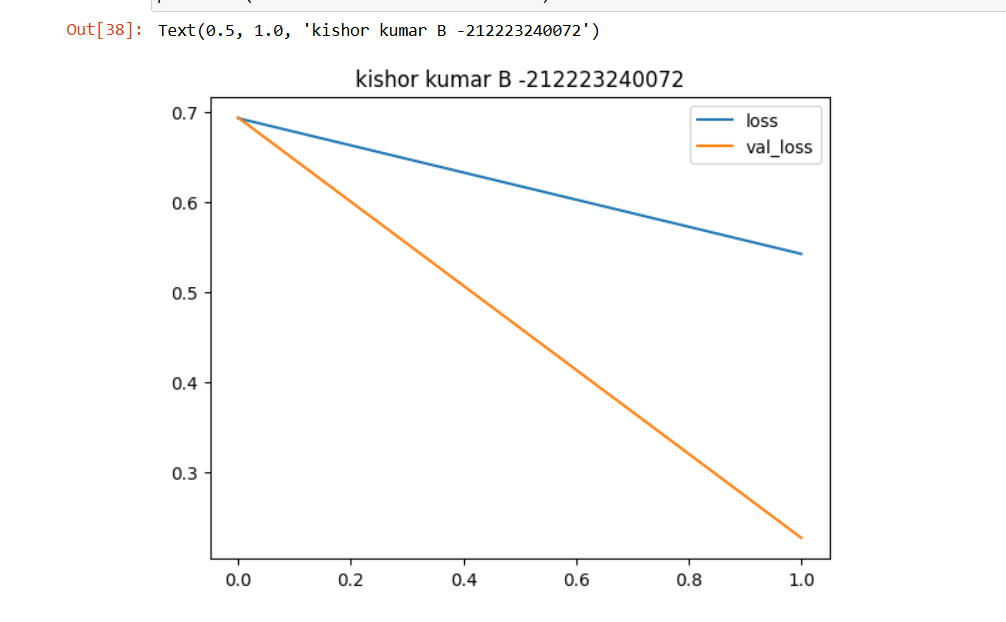 Out[38]: Text(0.5, 1.0, 'kishor kumar B -212223240072')
kishor kumar B -212223240072
loss
val_loss
0.7
0.6
0.5
0.4
0.3
0.0 0.2 0.4 0.6 0.8 1.0